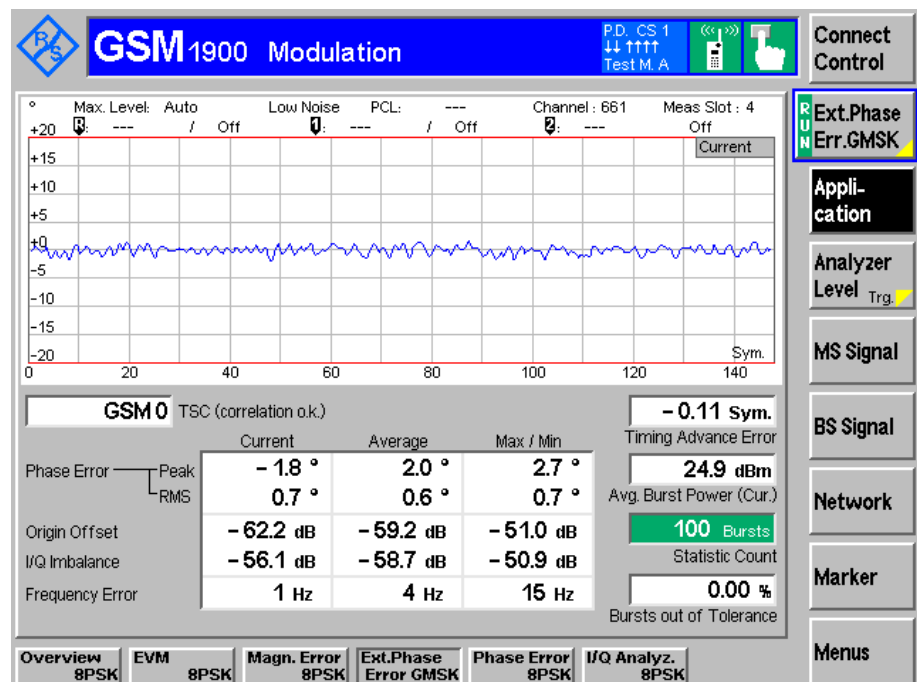 R&S
GSM1900 Modulation
P.D. CS 1
↓↓ ↑↑↑↑
Test M. A
Connect Control
° Max. Level: Auto Low Noise PCL: --- Channel : 661 Meas Slot : 4
R: --- / Off 1: --- / Off 2: --- Off
Current
+20
+15
+10
+5
+0
-5
-10
-15
-20
Sym.
0 20 40 60 80 100 120 140
GSM 0 TSC (correlation o.k.)
Current Average Max / Min
Phase Error Peak -1.8 ° 2.0 ° 2.7 °
RMS 0.7 ° 0.6 ° 0.7 °
Origin Offset -62.2 dB -59.2 dB -51.0 dB
I/Q Imbalance -56.1 dB -58.7 dB -50.9 dB
Frequency Error 1 Hz 4 Hz 15 Hz
-0.11 Sym.
Timing Advance Error
24.9 dBm
Avg. Burst Power (Cur.)
100 Bursts
Statistic Count
0.00 %
Bursts out of Tolerance
RUN
Ext.Phase
Err.GMSK
Appli-
cation
Analyzer
Level Trg.
MS Signal
BS Signal
Network
Marker
Menus
Overview 8PSK
EVM 8PSK
Magn. Error 8PSK
Ext.Phase Error GMSK
Phase Error 8PSK
I/Q Analyz. 8PSK